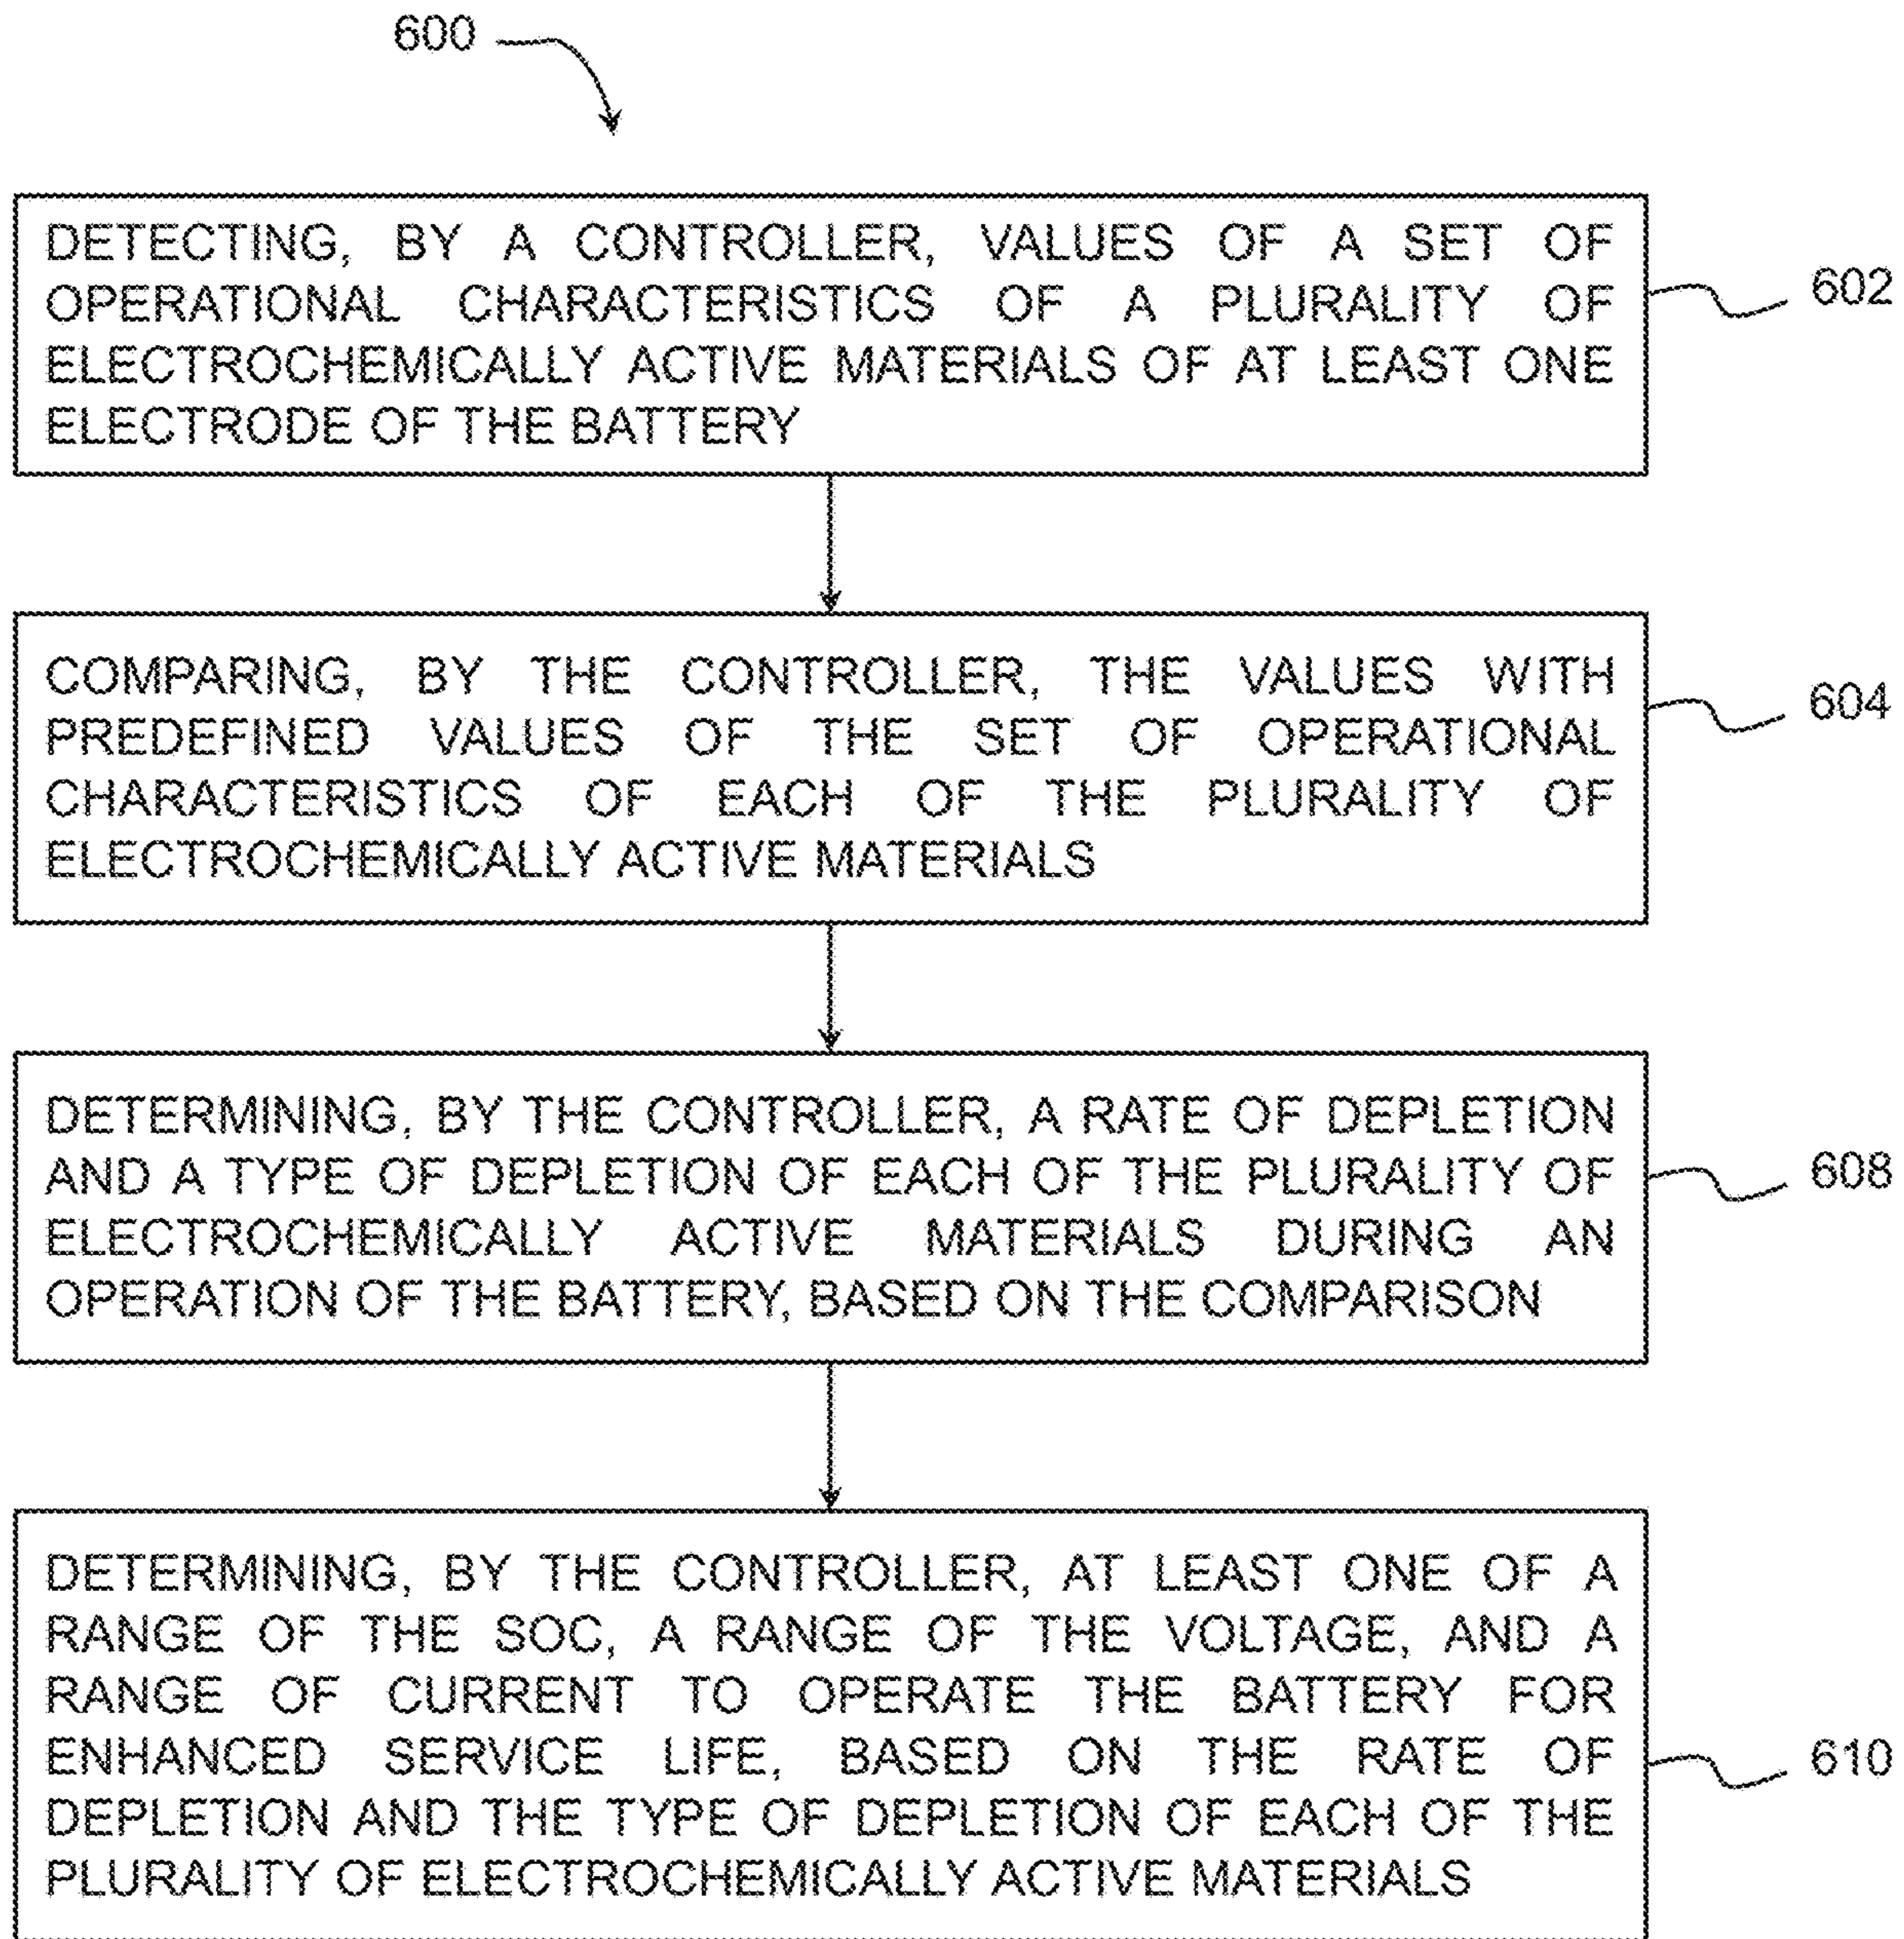 600
DETECTING, BY A CONTROLLER, VALUES OF A SET OF
OPERATIONAL CHARACTERISTICS OF A PLURALITY OF
ELECTROCHEMICALLY ACTIVE MATERIALS OF AT LEAST ONE
ELECTRODE OF THE BATTERY
602
COMPARING, BY THE CONTROLLER, THE VALUES WITH
PREDEFINED VALUES OF THE SET OF OPERATIONAL
CHARACTERISTICS OF EACH OF THE PLURALITY OF
ELECTROCHEMICALLY ACTIVE MATERIALS
604
DETERMINING, BY THE CONTROLLER, A RATE OF DEPLETION
AND A TYPE OF DEPLETION OF EACH OF THE PLURALITY OF
ELECTROCHEMICALLY ACTIVE MATERIALS DURING AN
OPERATION OF THE BATTERY, BASED ON THE COMPARISON
608
DETERMINING, BY THE CONTROLLER, AT LEAST ONE OF A
RANGE OF THE SOC, A RANGE OF THE VOLTAGE, AND A
RANGE OF CURRENT TO OPERATE THE BATTERY FOR
ENHANCED SERVICE LIFE, BASED ON THE RATE OF
DEPLETION AND THE TYPE OF DEPLETION OF EACH OF THE
PLURALITY OF ELECTROCHEMICALLY ACTIVE MATERIALS
610